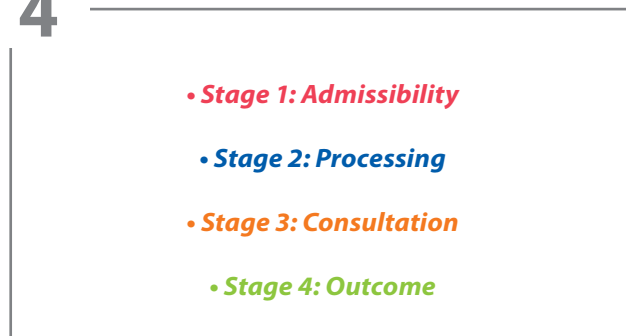 4
• Stage 1: Admissibility
• Stage 2: Processing
• Stage 3: Consultation
• Stage 4: Outcome